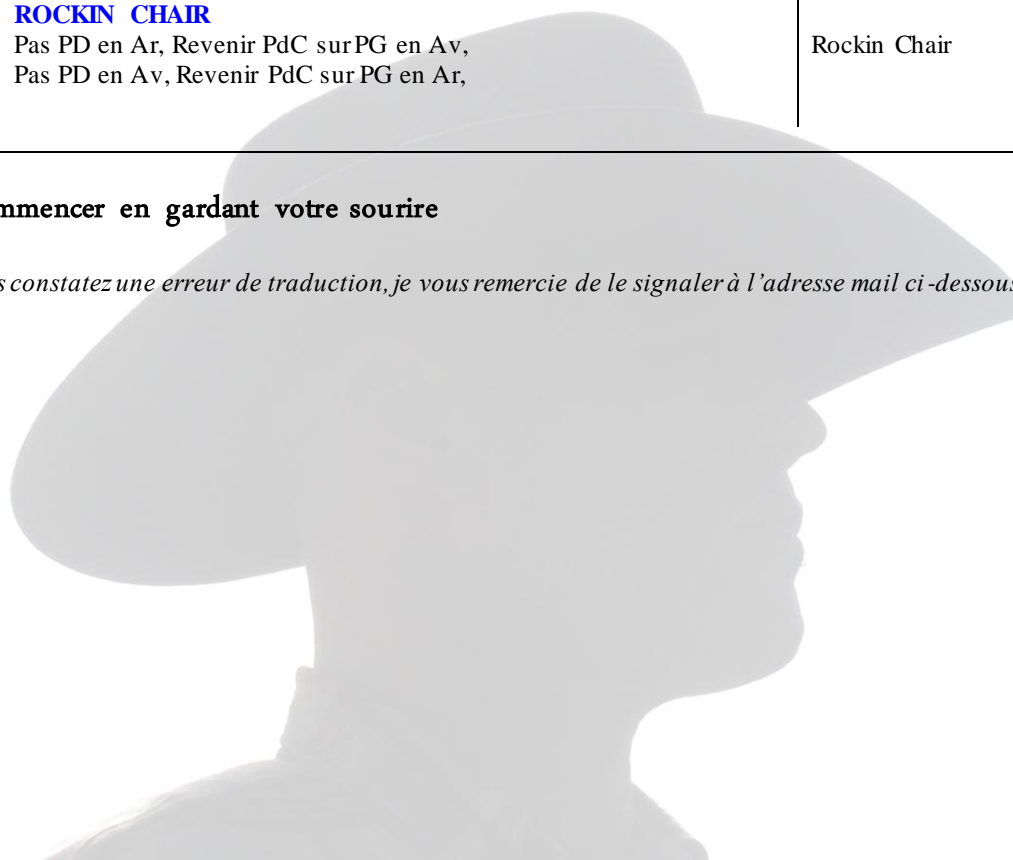 ROCKIN CHAIR
Pas PD en Ar, Revenir PdC sur PG en Av,
Rockin Chair
Pas PD en Av, Revenir PdC sur PG en Ar,
mmencer en gardant votre sourire
s constatez une erreur de traduction, je vous remercie de le signaler à l'adresse mail ci-dessous